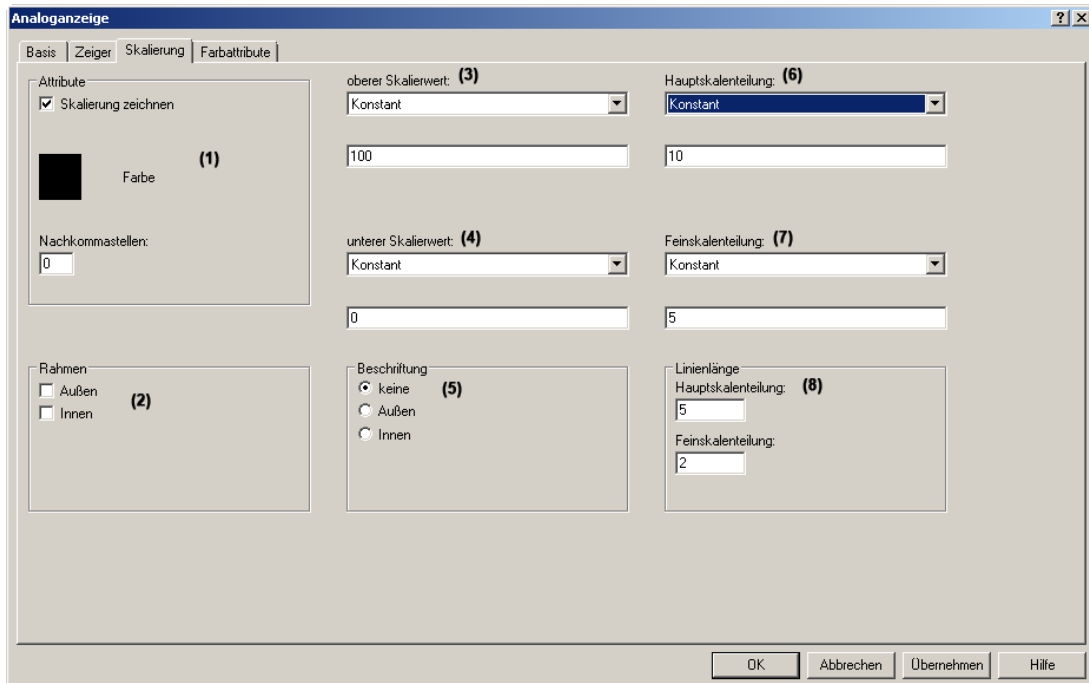 Analoganzeige
Basis Zeiger Skalierung Farbattribute
Attribute
Skalierung zeichnen
(1)
Farbe
Nachkommastellen:
0
Rahmen
Außen
Innen
(2)
oberer Skalierwert: (3)
Konstant
100
unterer Skalierwert: (4)
Konstant
0
Beschriftung
keine
(5)
Außen
Innen
Hauptskalenteilung: (6)
Konstant
10
Feinskalenteilung: (7)
Konstant
5
Linienlänge
Hauptskalenteilung: (8)
5
Feinskalenteilung:
2
OK Abbrechen Übernehmen Hilfe